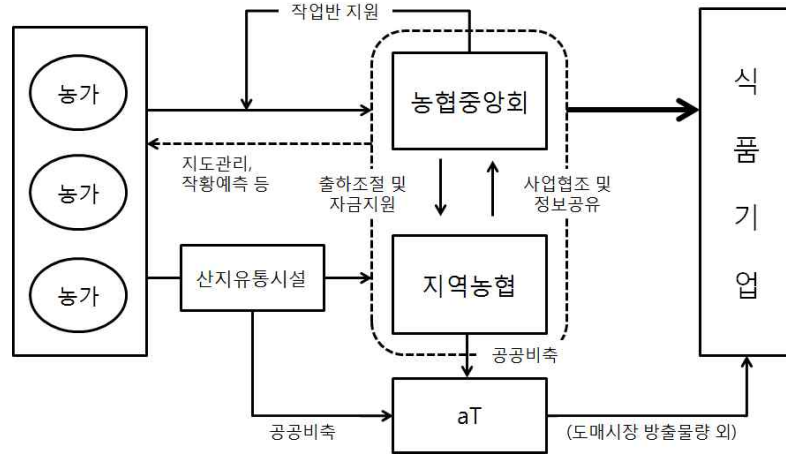 작업반 지원
농가
농가
농가
농협중앙회
지도관리,
작황예측 등
출하조절 및
자금지원
사업협조 및
정보공유
산지유통시설
지역농협
공공비축
aT
공공비축
(도매시장 방출물량 외)
식
품
기
업